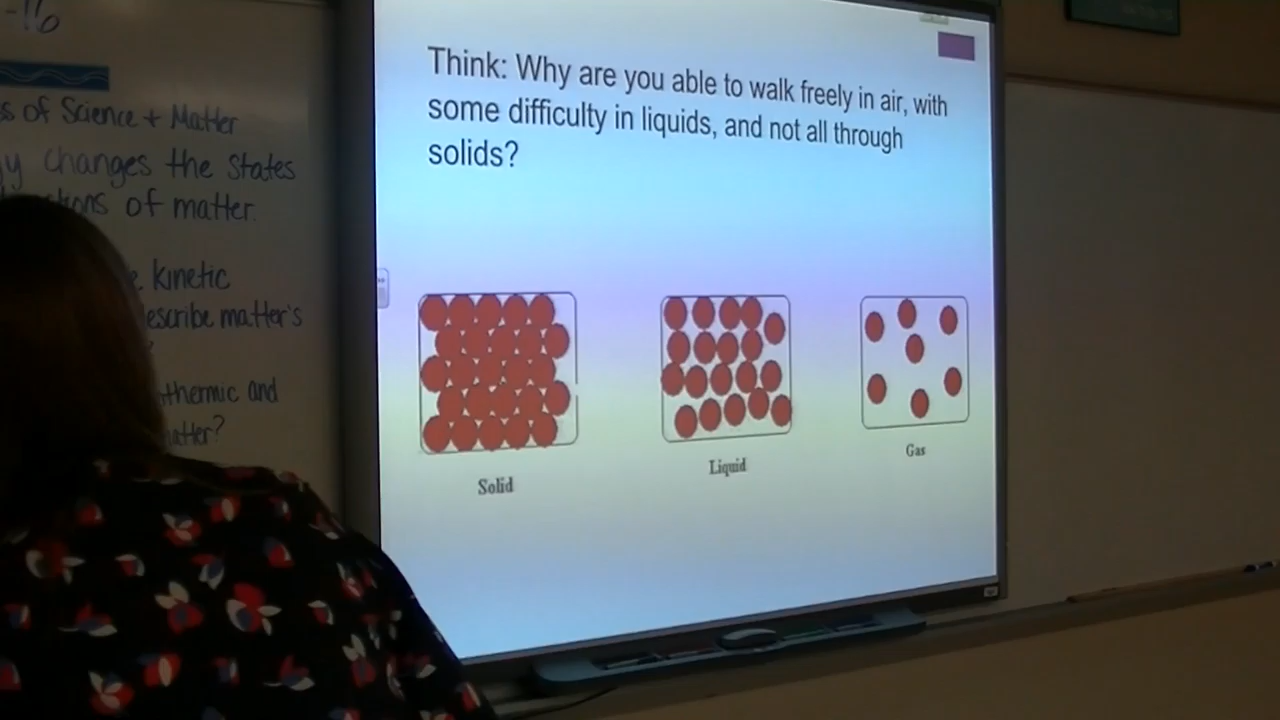 -16
s of Science + Matter
changes the states
of matter.
kinetic
escribe matter's
thermic and
atter?
Think: Why are you able to walk freely in air, with
some difficulty in liquids, and not all through
solids?
Solid
Liquid
Gas